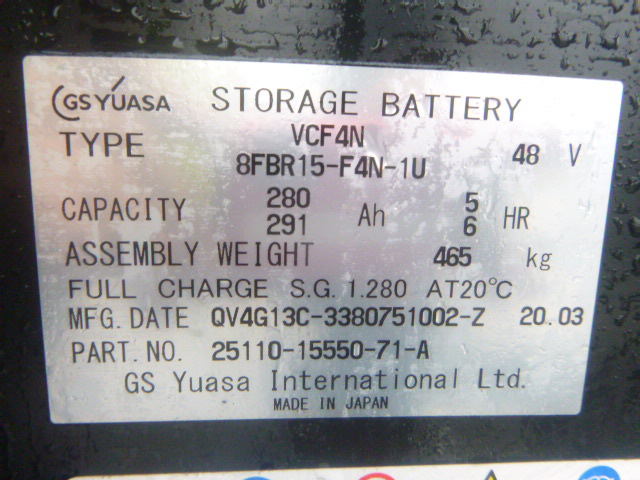 GS YUASA STORAGE BATTERY
TYPE VCF4N 48 V
8FBR15-F4N-1U
CAPACITY 280 Ah 5 HR
291 6
ASSEMBLY WEIGHT 465 kg
FULL CHARGE S.G. 1.280 AT20℃
MFG.DATE QV4G13C-3380751002-Z 20.03
PART.NO. 25110-15550-71-A
GS Yuasa International Ltd.
MADE IN JAPAN